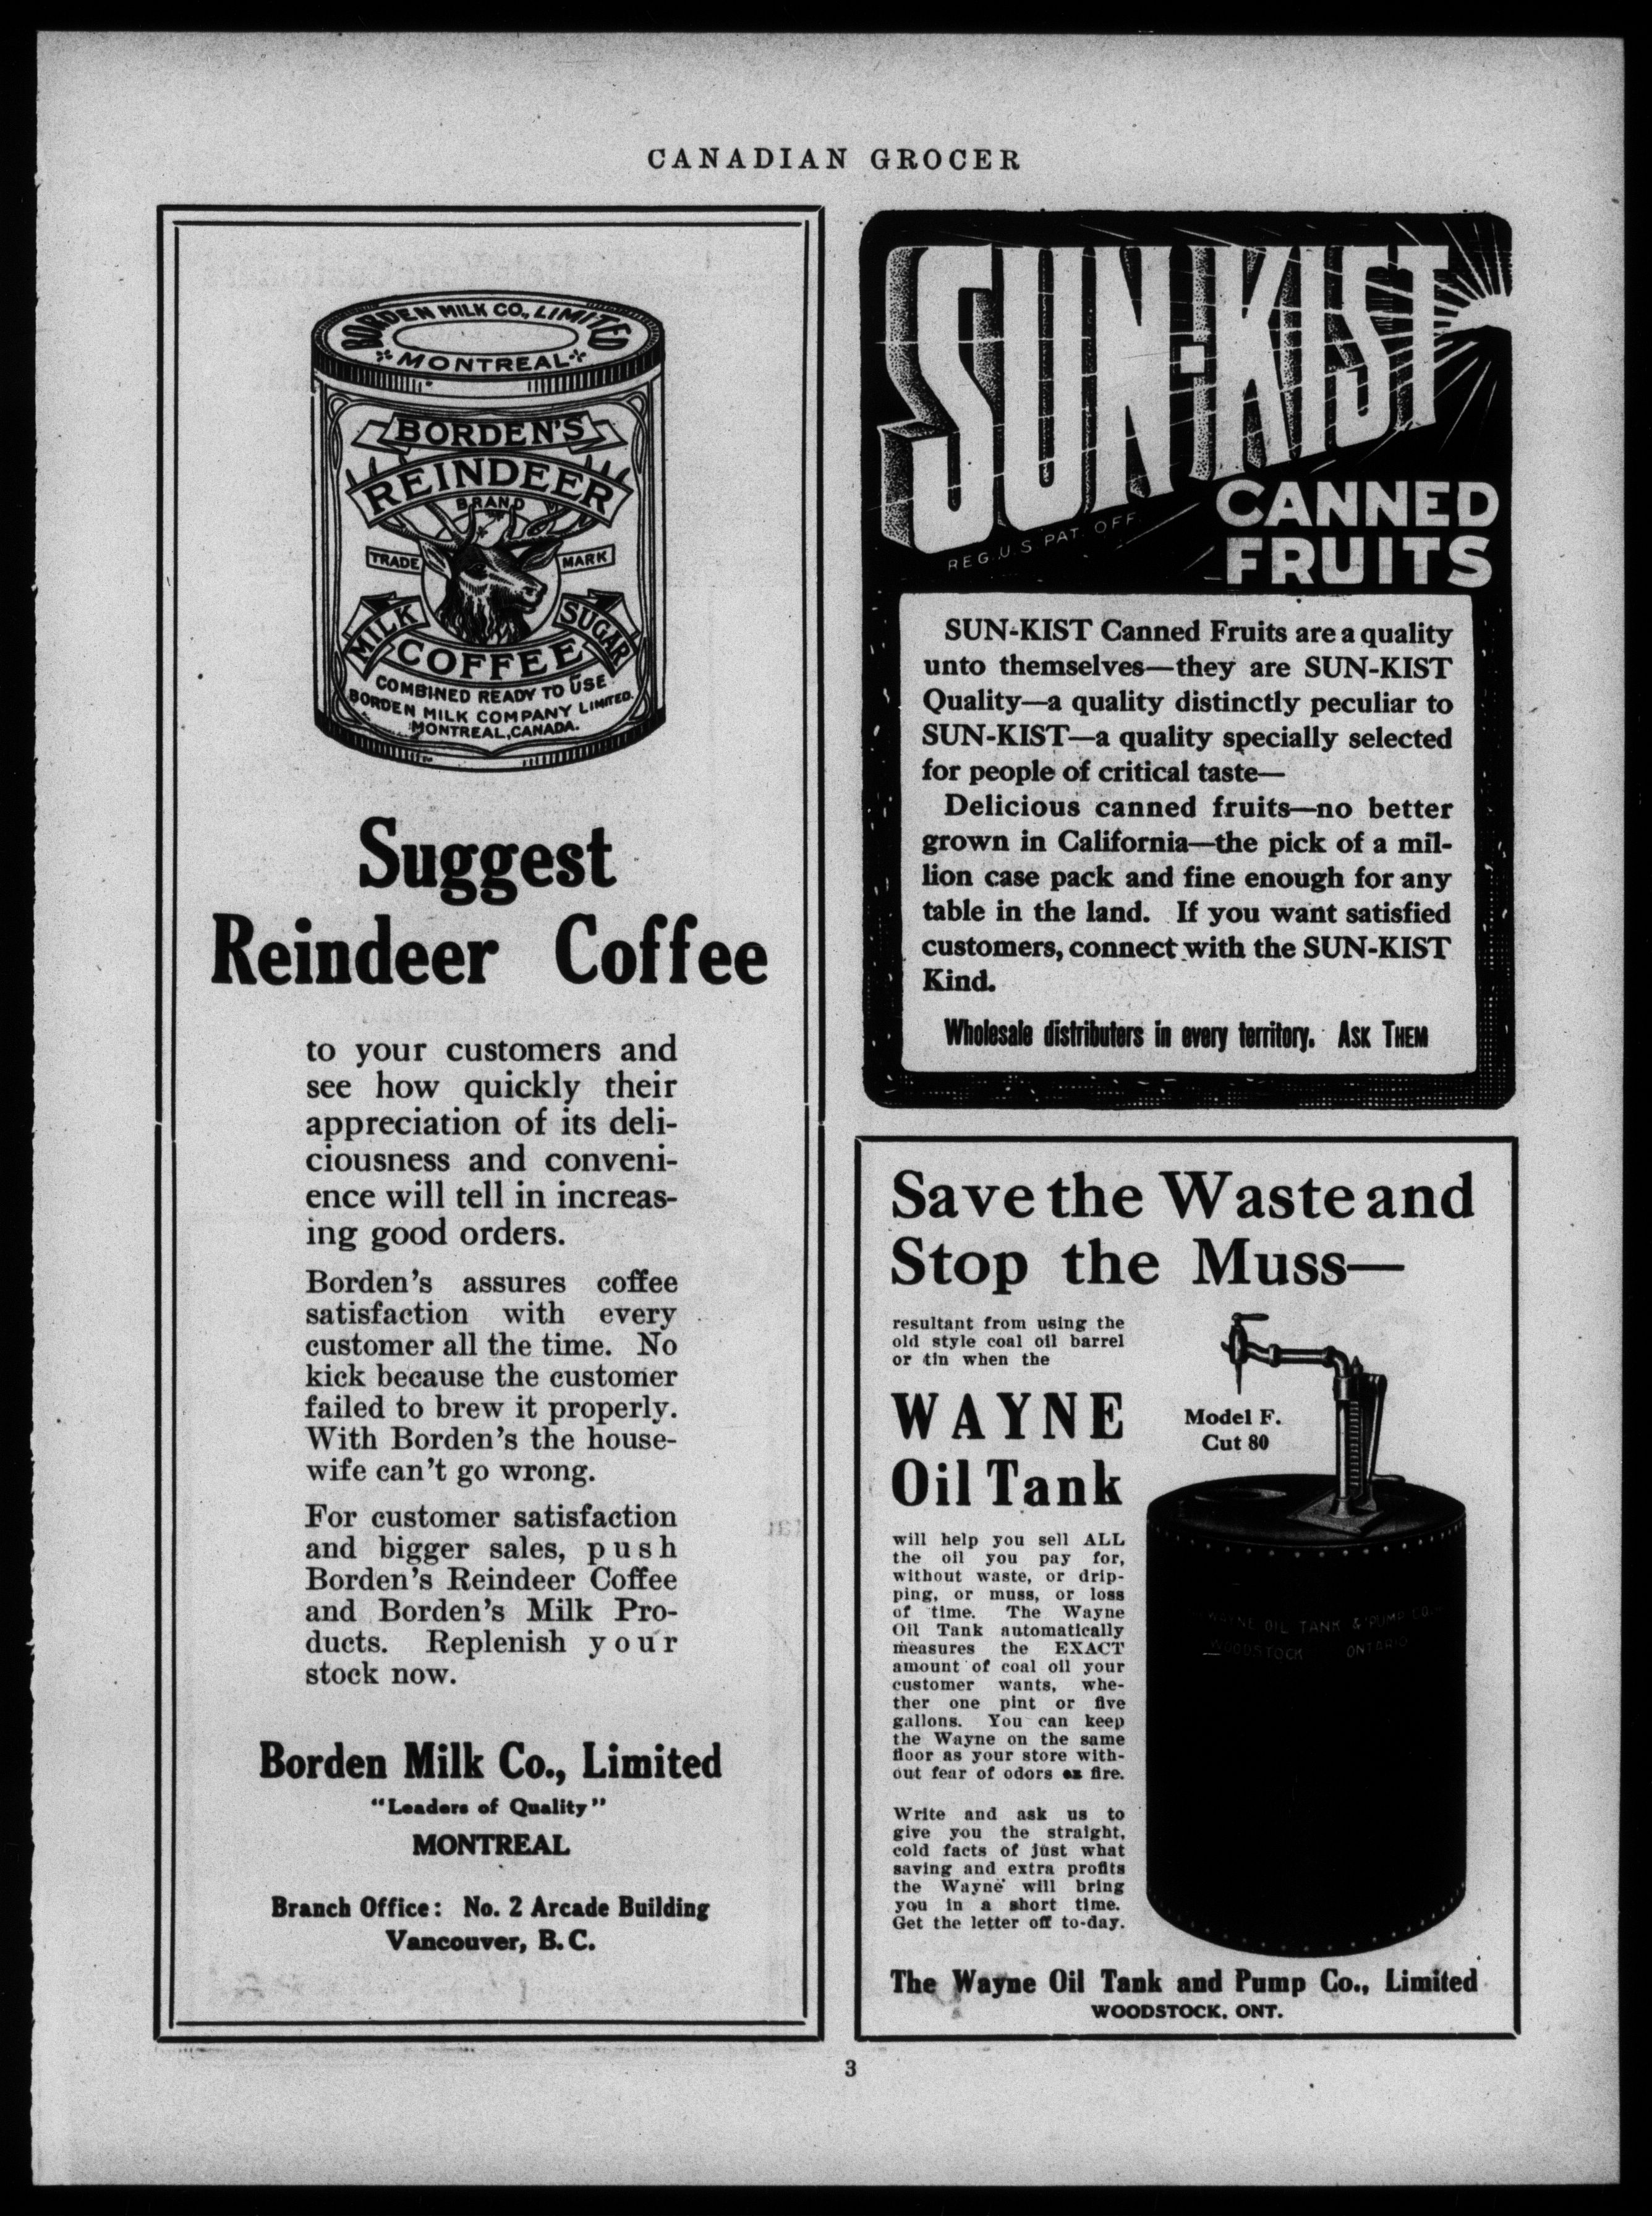 CANADIAN GROCER
BORDEN MILK CO., LIMITED
MONTREAL
BORDEN'S
REINDEER
BRAND
TRADE MARK
MILK
SUGAR
COFFEE
COMBINED READY TO USE
BORDEN MILK COMPANY LIMITED.
MONTREAL, CANADA.
Suggest
Reindeer Coffee
to your customers and
see how quickly their
appreciation of its deli-
ciousness and conveni-
ence will tell in increas-
ing good orders.
Borden's assures coffee
satisfaction with every
customer all the time. No
kick because the customer
failed to brew it properly.
With Borden's the house-
wife can't go wrong.
For customer satisfaction
and bigger sales, push
Borden's Reindeer Coffee
and Borden's Milk Pro-
ducts. Replenish your
stock now.
Borden Milk Co., Limited
"Leaders of Quality"
MONTREAL
Branch Office: No. 2 Arcade Building
Vancouver, B.C.
SUN-KIST
REG. U.S PAT. OFF.
CANNED
FRUITS
SUN-KIST Canned Fruits are a quality
unto themselves—they are SUN-KIST
Quality—a quality distinctly peculiar to
SUN-KIST—a quality specially selected
for people of critical taste—
Delicious canned fruits—no better
grown in California—the pick of a mil-
lion case pack and fine enough for any
table in the land. If you want satisfied
customers, connect with the SUN-KIST
Kind.
Wholesale distributers in every territory. ASK THEM
Save the Waste and
Stop the Muss—
resultant from using the
old style coal oil barrel
or tin when the
WAYNE
Oil Tank
Model F.
Cut 80
will help you sell ALL
the oil you pay for,
without waste, or drip-
ping, or muss, or loss
of time. The Wayne
Oil Tank automatically
measures the EXACT
amount of coal oil your
customer wants, whe-
ther one pint or five
gallons. You can keep
the Wayne on the same
floor as your store with-
out fear of odors or fire.
Write and ask us to
give you the straight,
cold facts of just what
saving and extra profits
the Wayne will bring
you in a short time.
Get the letter off to-day.
WAYNE OIL TANK & PUMP CO.
WOODSTOCK ONTARIO
The Wayne Oil Tank and Pump Co., Limited
WOODSTOCK, ONT.
3